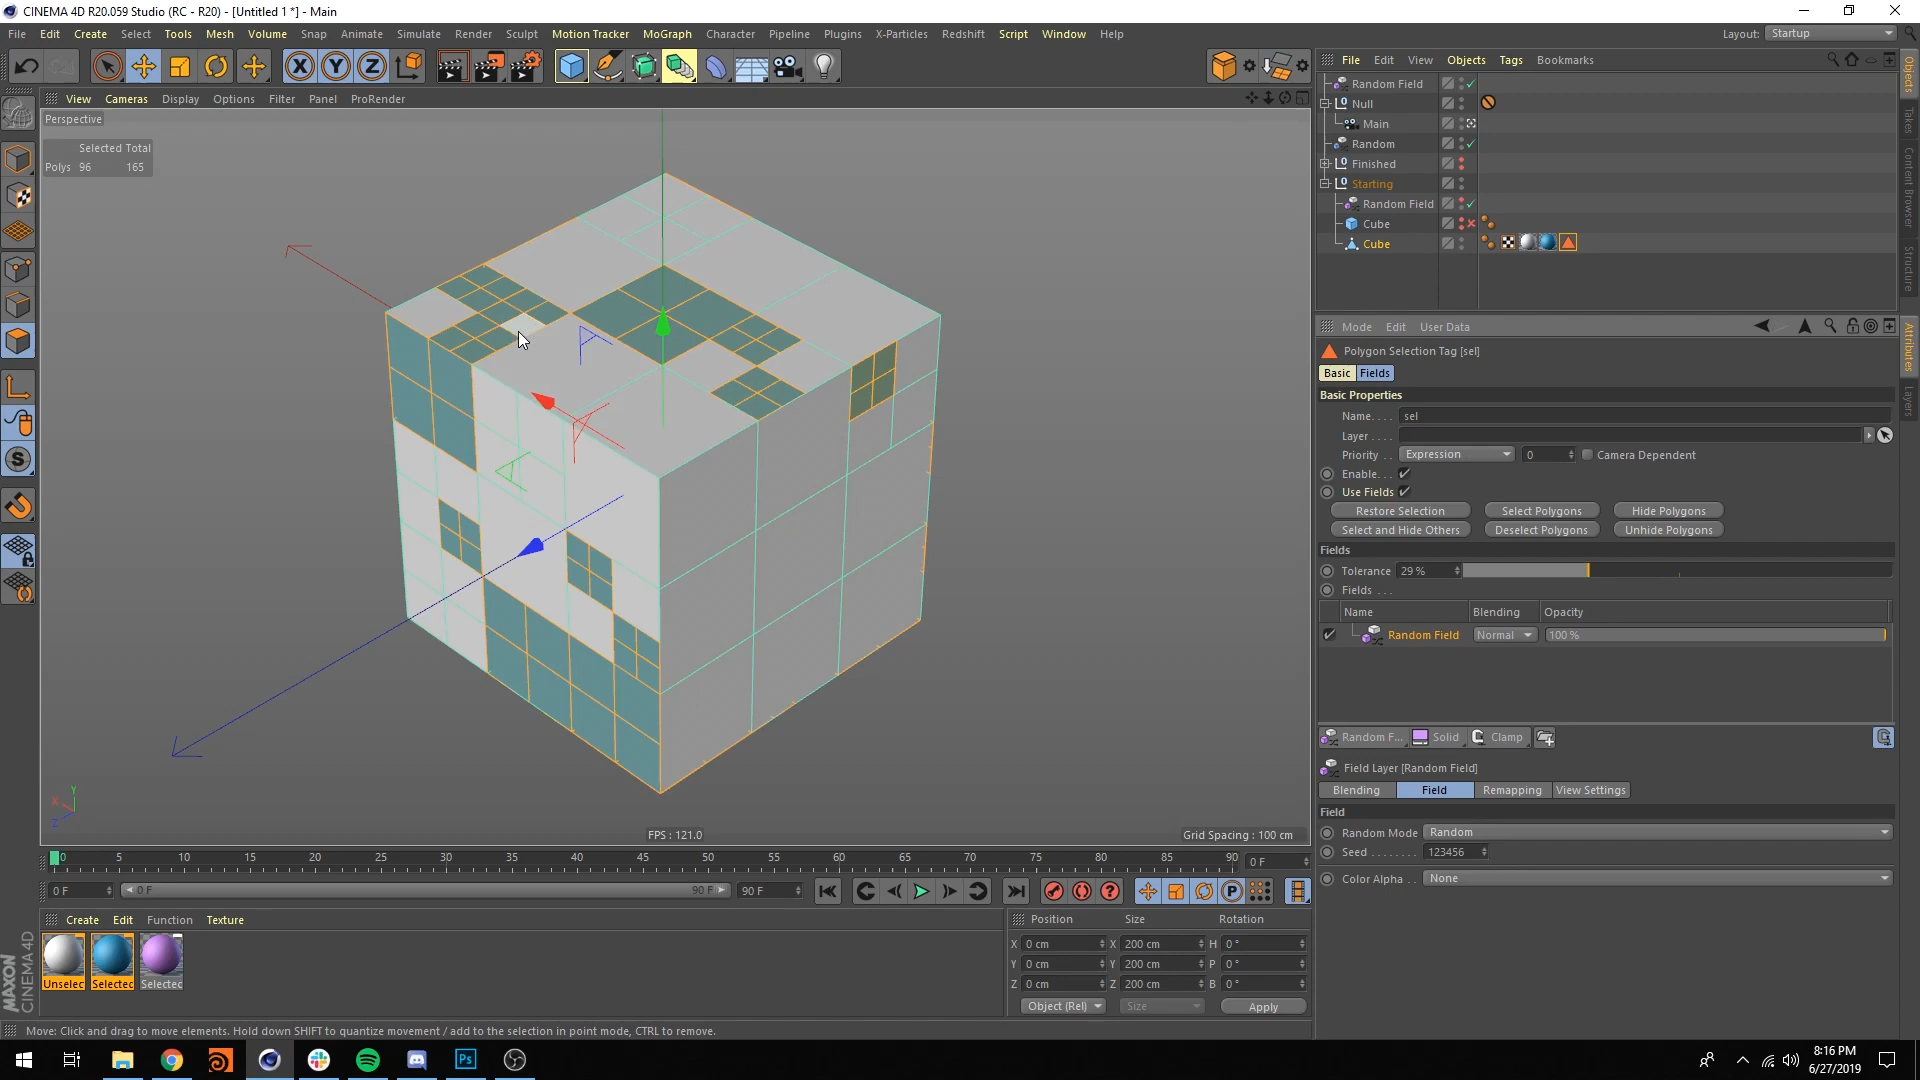 CINEMA 4D R20.059 Studio (RC - R20) - [Untitled 1 *] - Main
File Edit Create Select Tools Mesh Volume Snap Animate Simulate Render Sculpt Motion Tracker MoGraph Character Pipeline Plugins X-Particles Redshift Script Window Help
Layout: Startup
X Y Z
File Edit View Objects Tags Bookmarks
View Cameras Display Options Filter Panel ProRender
Perspective
Selected Total
Polys 96 165
Random Field
Null
Main
Random
Finished
Starting
Random Field
Cube
Cube
Objects
Takes
Content Browser
Structure
Attributes
Layers
Mode Edit User Data
Polygon Selection Tag [sel]
Basic Fields
Basic Properties
Name. . . . sel
Layer . . . .
Priority . . Expression 0 Camera Dependent
Enable. . .
Use Fields
Restore Selection Select Polygons Hide Polygons
Select and Hide Others Deselect Polygons Unhide Polygons
Fields
Tolerance 29 %
Fields . . .
Name Blending Opacity
Random Field Normal 100 %
Random F... Solid Clamp
Field Layer [Random Field]
Blending Field Remapping View Settings
Field
Random Mode Random
Seed . . . . . . . . 123456
Color Alpha . . None
Y
X
Z
FPS : 121.0
Grid Spacing : 100 cm
0 5 10 15 20 25 30 35 40 45 50 55 60 65 70 75 80 85 90 0 F
0 F 0 F 90 F 90 F
Create Edit Function Texture
Unselec Selectec Selectec
MAXON
CINEMA 4D
Position Size Rotation
X 0 cm X 200 cm H 0 °
Y 0 cm Y 200 cm P 0 °
Z 0 cm Z 200 cm B 0 °
Object (Rel) Size Apply
Move: Click and drag to move elements. Hold down SHIFT to quantize movement / add to the selection in point mode, CTRL to remove.
Ps
8:16 PM
6/27/2019